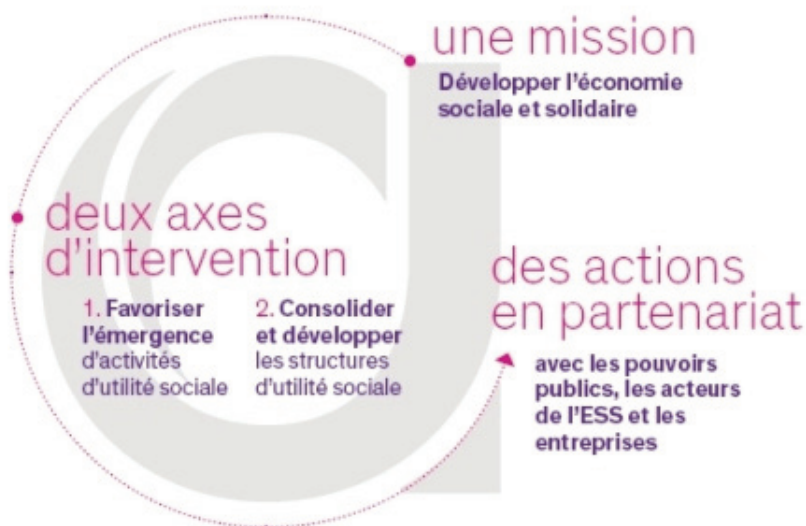 une mission
Développer l'économie
sociale et solidaire
deux axes
d'intervention
1. Favoriser
l'émergence
d'activités
d'utilité sociale
2. Consolider
et développer
les structures
d'utilité sociale
des actions
en partenariat
avec les pouvoirs
publics, les acteurs
de l'ESS et les
entreprises